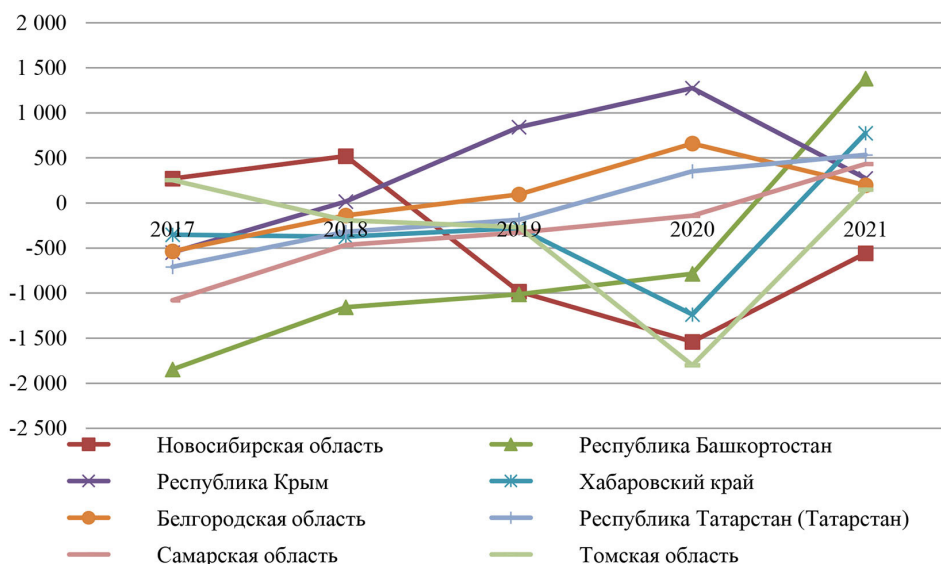 2 000
1 500
1 000
500
0
-500
-1 000
-1 500
-2 000
-2 500
2017 2018 2019 2020 2021
Новосибирская область Республика Башкортостан
Республика Крым Хабаровский край
Белгородская область Республика Татарстан (Татарстан)
Самарская область Томская область